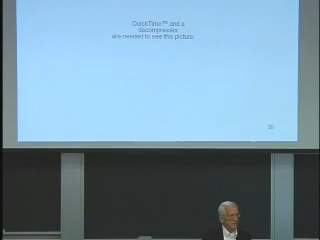 QuickTime™ and a
decompressor
are needed to see this picture.